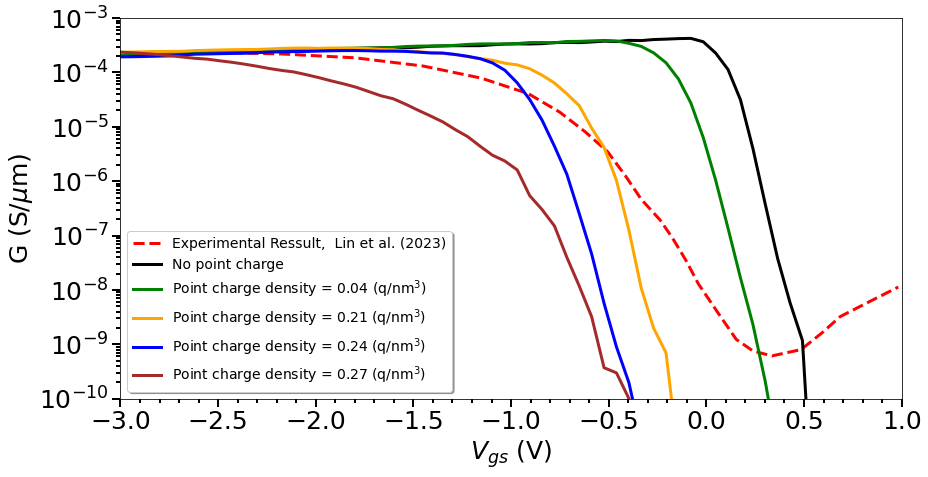 10⁻³
10⁻⁴
10⁻⁵
10⁻⁶
10⁻⁷
10⁻⁸
10⁻⁹
10⁻¹⁰
G (S/μm)
Experimental Ressult, Lin et al. (2023)
No point charge
Point charge density = 0.04 (q/nm³)
Point charge density = 0.21 (q/nm³)
Point charge density = 0.24 (q/nm³)
Point charge density = 0.27 (q/nm³)
−3.0 −2.5 −2.0 −1.5 −1.0 −0.5 0.0 0.5 1.0
V_gs (V)